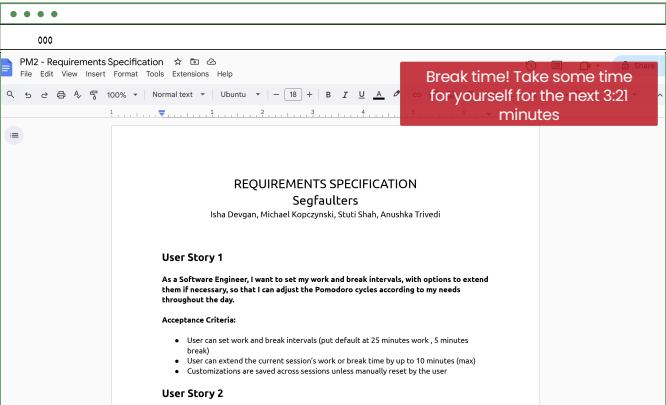 000
PM2 - Requirements Specification
File Edit View Insert Format Tools Extensions Help
Share
Break time! Take some time
for yourself for the next 3:21
minutes
100% Normal text Ubuntu - 18 + B I U A
1 1 2 3 4
REQUIREMENTS SPECIFICATION
Segfaulters
Isha Devgan, Michael Kopczynski, Stuti Shah, Anushka Trivedi
User Story 1
As a Software Engineer, I want to set my work and break intervals, with options to extend
them if necessary, so that I can adjust the Pomodoro cycles according to my needs
throughout the day.
Acceptance Criteria:
● User can set work and break intervals (put default at 25 minutes work , 5 minutes
break)
● User can extend the current session's work or break time by up to 10 minutes (max)
● Customizations are saved across sessions unless manually reset by the user
User Story 2